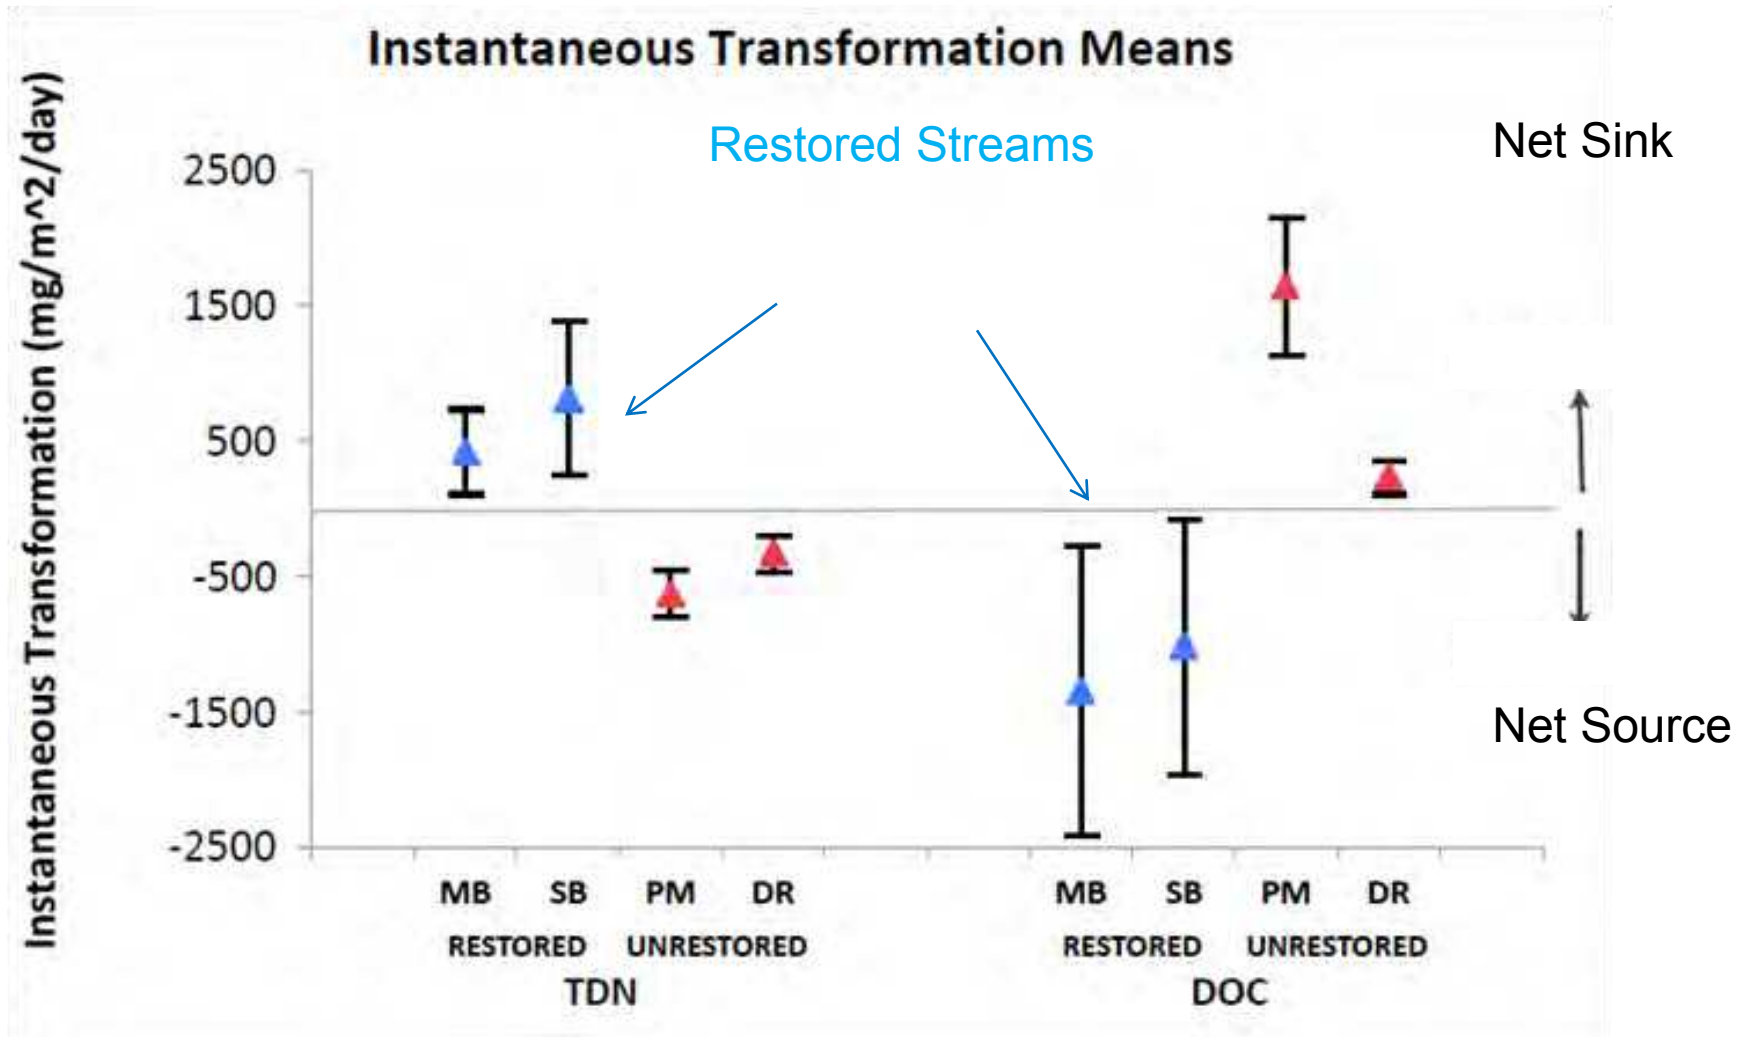 Instantaneous Transformation Means
Restored Streams
Net Sink
Instantaneous Transformation (mg/m^2/day)
2500
1500
500
-500
-1500
-2500
Net Source
MB SB PM DR MB SB PM DR
RESTORED UNRESTORED RESTORED UNRESTORED
TDN DOC